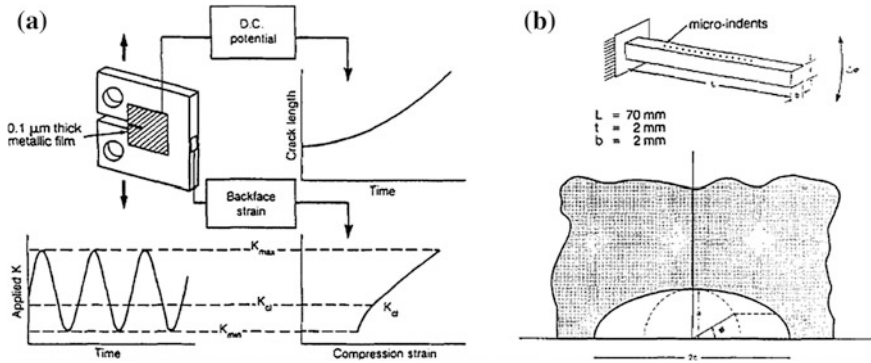 (a)
D.C.
potential
0.1 μm thick
metallic film
Crack length
Time
Backface
strain
Applied K
K_max
K_cl
K_min
Time
K_cl
Compression strain
(b)
micro-indents
L
b
L = 70 mm
t = 2 mm
b = 2 mm
2c